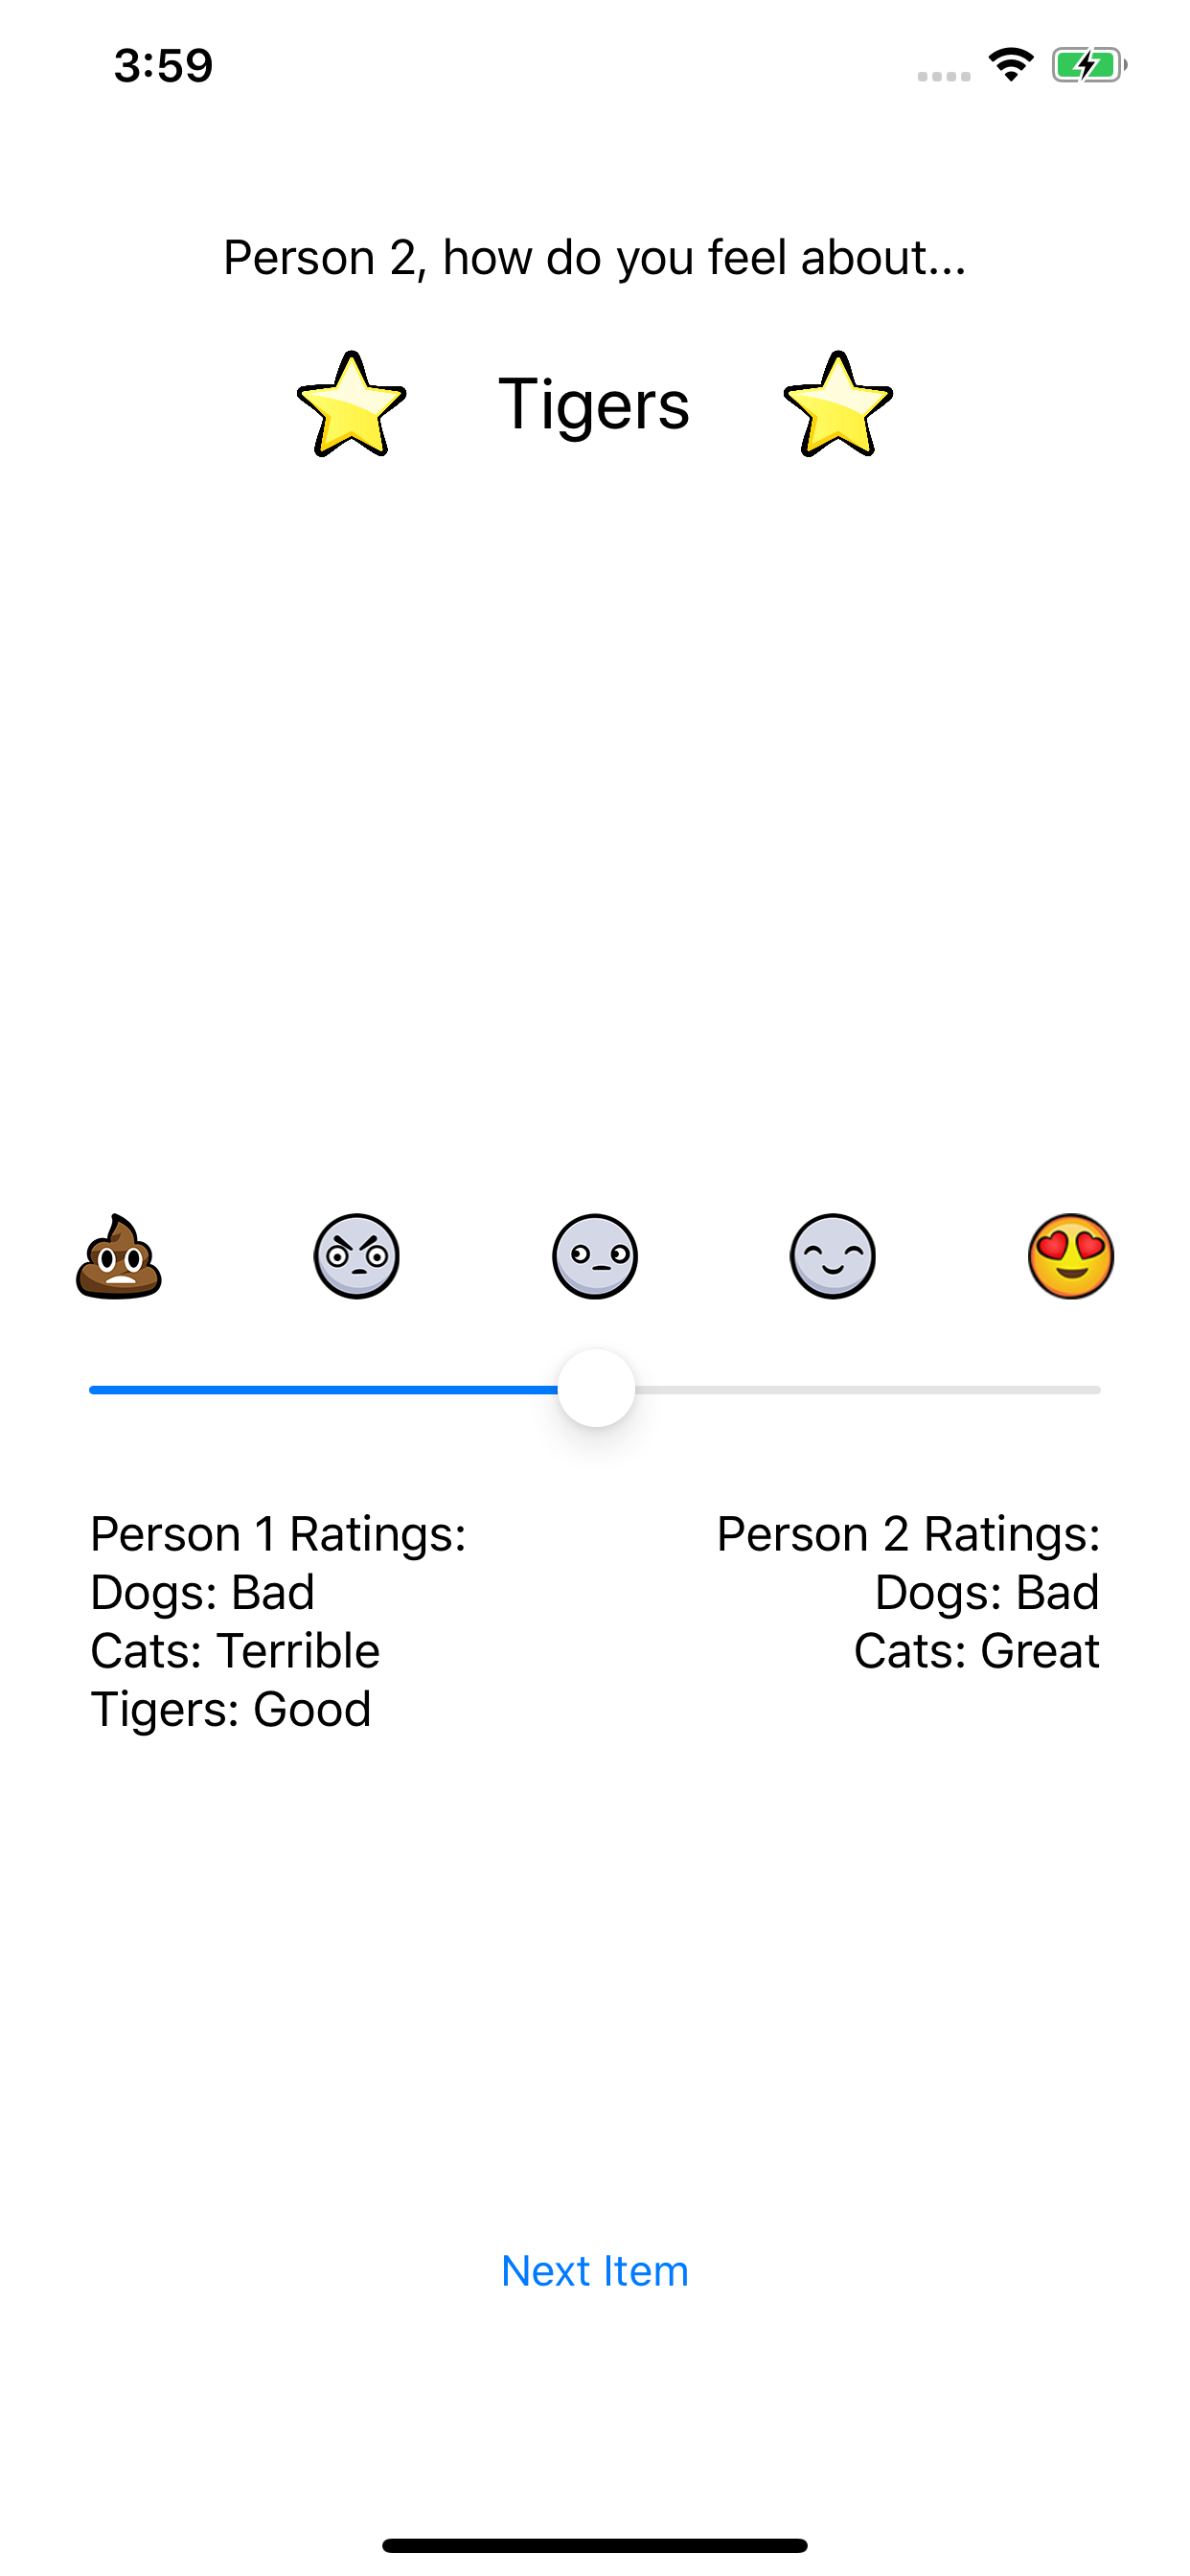 3:59
Person 2, how do you feel about...
Tigers
Person 1 Ratings:
Dogs: Bad
Cats: Terrible
Tigers: Good
Person 2 Ratings:
Dogs: Bad
Cats: Great
Next Item